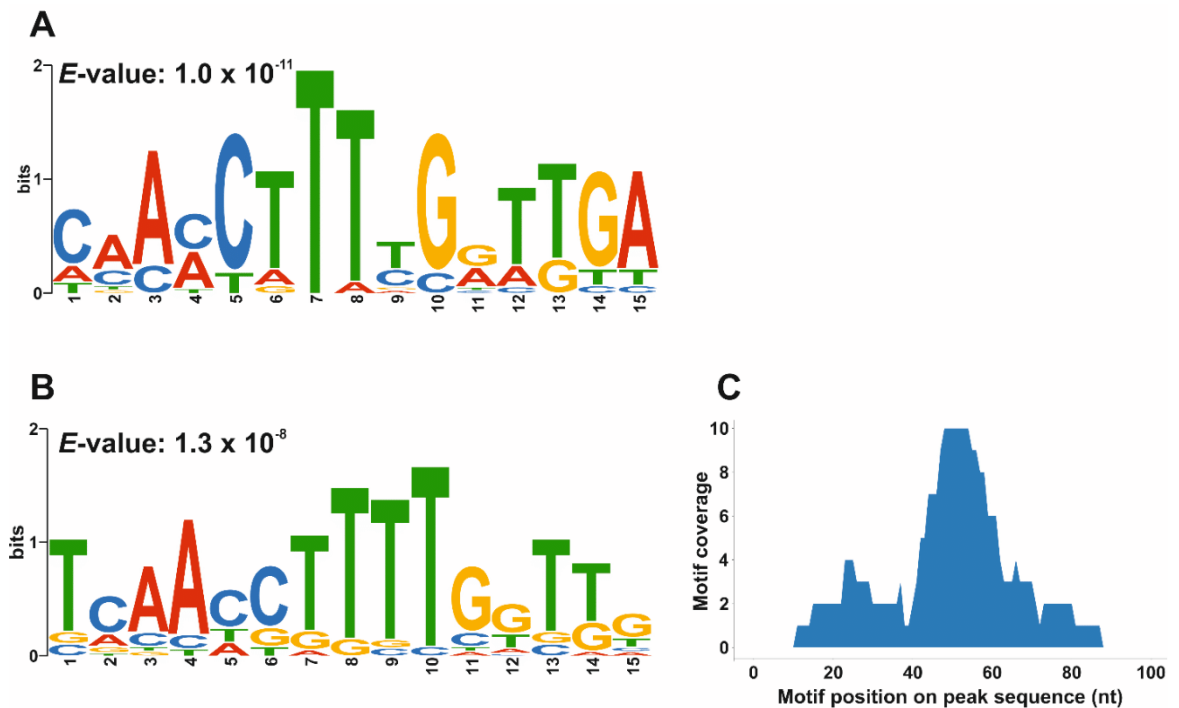 A
E-value: 1.0 x 10⁻¹¹
2
1
0
bits
C A A C C T T T T G G T T G A
A C C A T A A C C A A G T T
T T G T T C C C
1 2 3 4 5 6 7 8 9 10 11 12 13 14 15
B
E-value: 1.3 x 10⁻⁸
2
1
0
bits
T C A A C C T T T T G G T T G
G A C C T G G G G C C T G G T
C G T T A T A C A C A
1 2 3 4 5 6 7 8 9 10 11 12 13 14 15
C
Motif coverage
10
8
6
4
2
0
0 20 40 60 80 100
Motif position on peak sequence (nt)